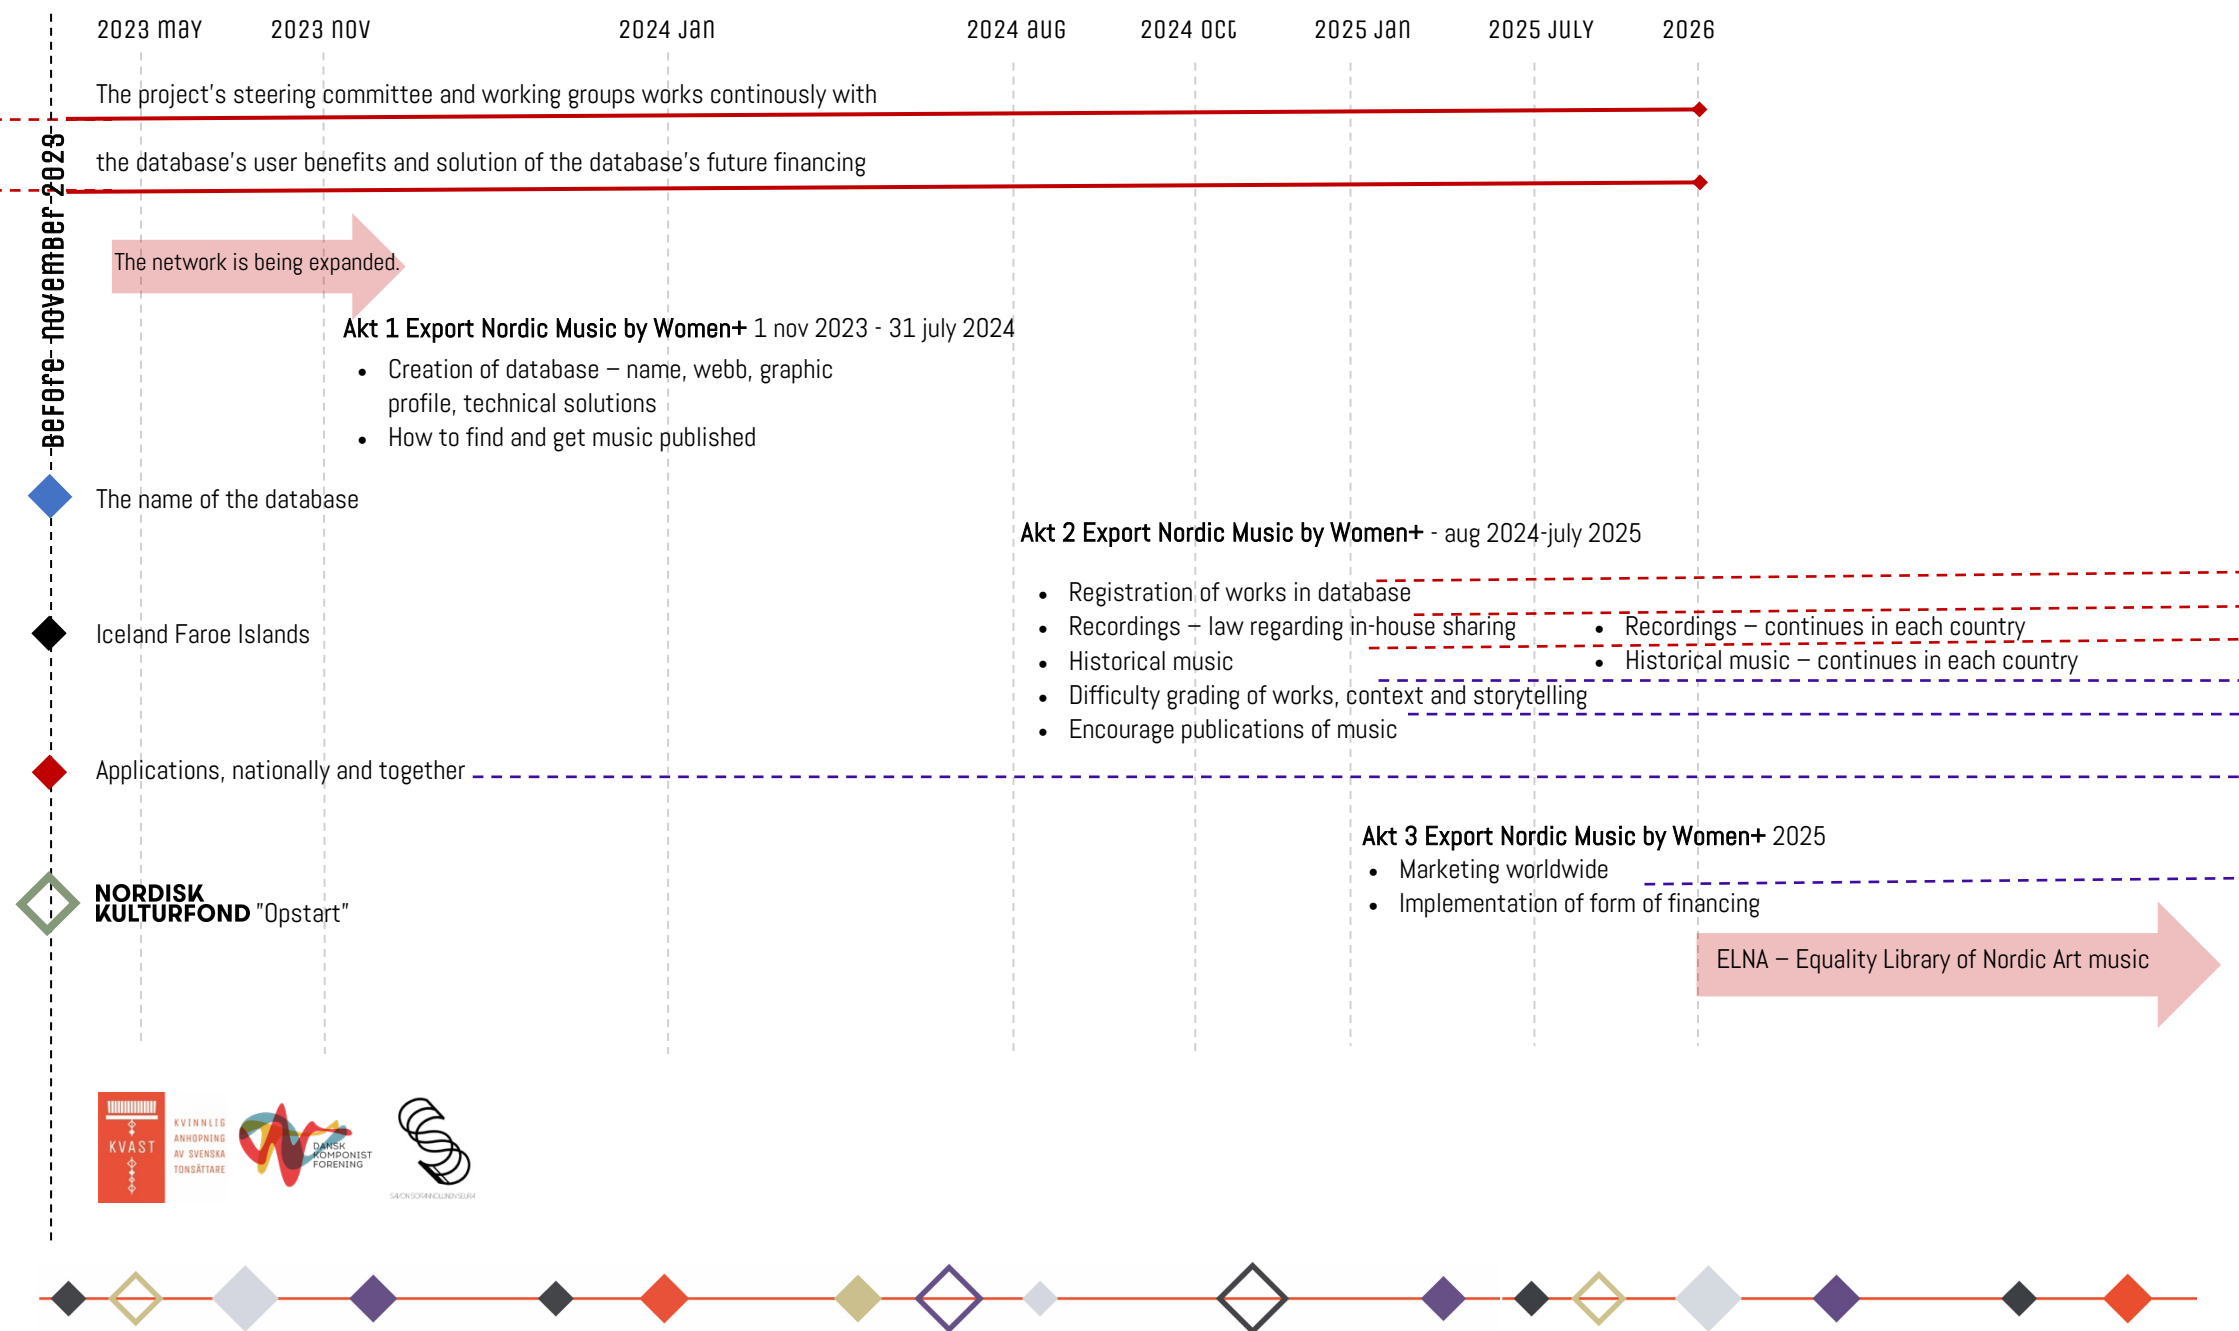 2023 may
2023 nov
2024 Jan
2024 aug
2024 oct
2025 Jan
2025 July
2026
The project's steering committee and working groups works continously with
the database's user benefits and solution of the database's future financing
Before november 2023
The network is being expanded.
Akt 1 Export Nordic Music by Women+ 1 nov 2023 - 31 july 2024
• Creation of database – name, webb, graphic
profile, technical solutions
• How to find and get music published
The name of the database
Akt 2 Export Nordic Music by Women+ - aug 2024-july 2025
• Registration of works in database
• Recordings – law regarding in-house sharing
• Historical music
• Difficulty grading of works, context and storytelling
• Encourage publications of music
• Recordings – continues in each country
• Historical music – continues in each country
Iceland Faroe Islands
Applications, nationally and together
Akt 3 Export Nordic Music by Women+ 2025
• Marketing worldwide
• Implementation of form of financing
NORDISK
KULTURFOND "Opstart"
ELNA – Equality Library of Nordic Art music
KVAST
KVINNLIG
ANHOPNING
AV SVENSKA
TONSÄTTARE
DANSK
KOMPONIST
FORENING